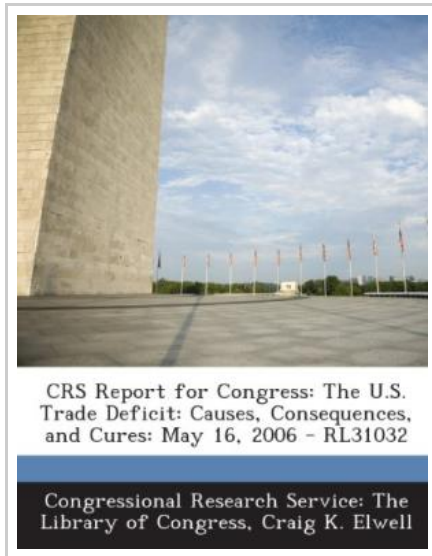 CRS Report for Congress: The U.S.
Trade Deficit: Causes, Consequences,
and Cures: May 16, 2006 - RL31032
Congressional Research Service: The
Library of Congress, Craig K. Elwell